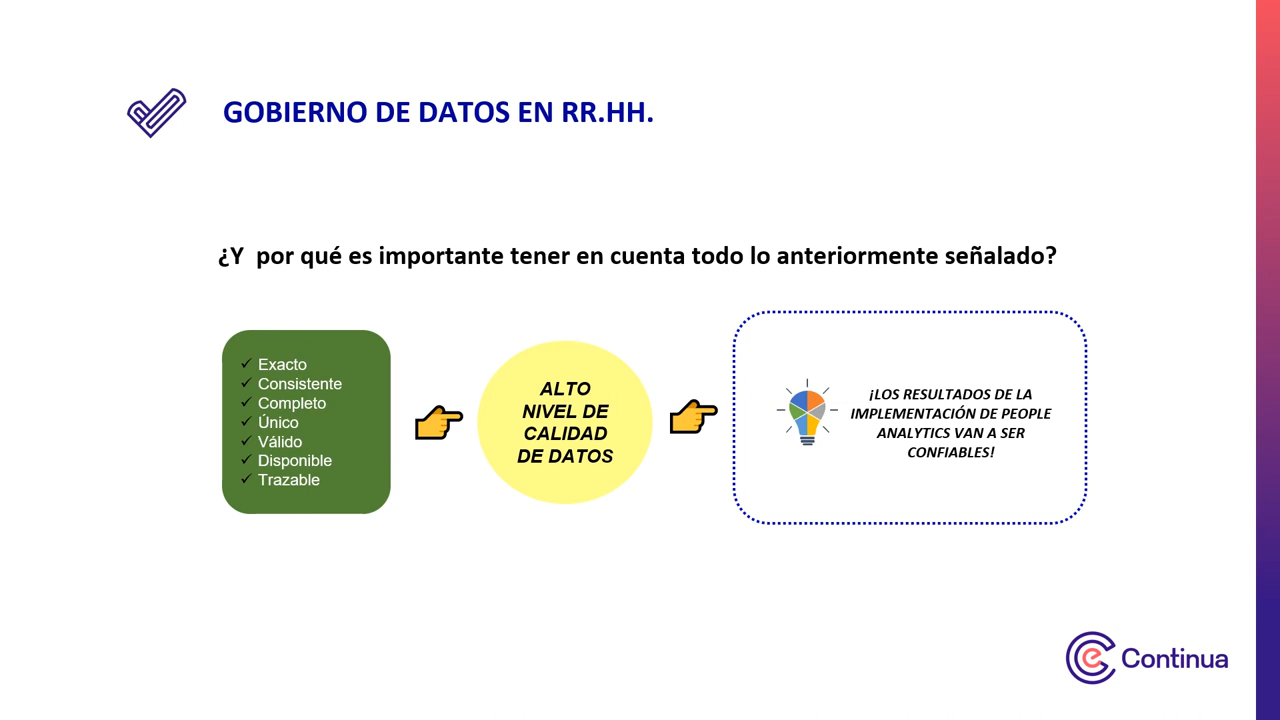 GOBIERNO DE DATOS EN RR.HH.
¿Y por qué es importante tener en cuenta todo lo anteriormente señalado?
Exacto
Consistente
Completo
Único
Válido
Disponible
Trazable
ALTO
NIVEL DE
CALIDAD
DE DATOS
¡LOS RESULTADOS DE LA
IMPLEMENTACIÓN DE PEOPLE
ANALYTICS VAN A SER
CONFIABLES!
Continua